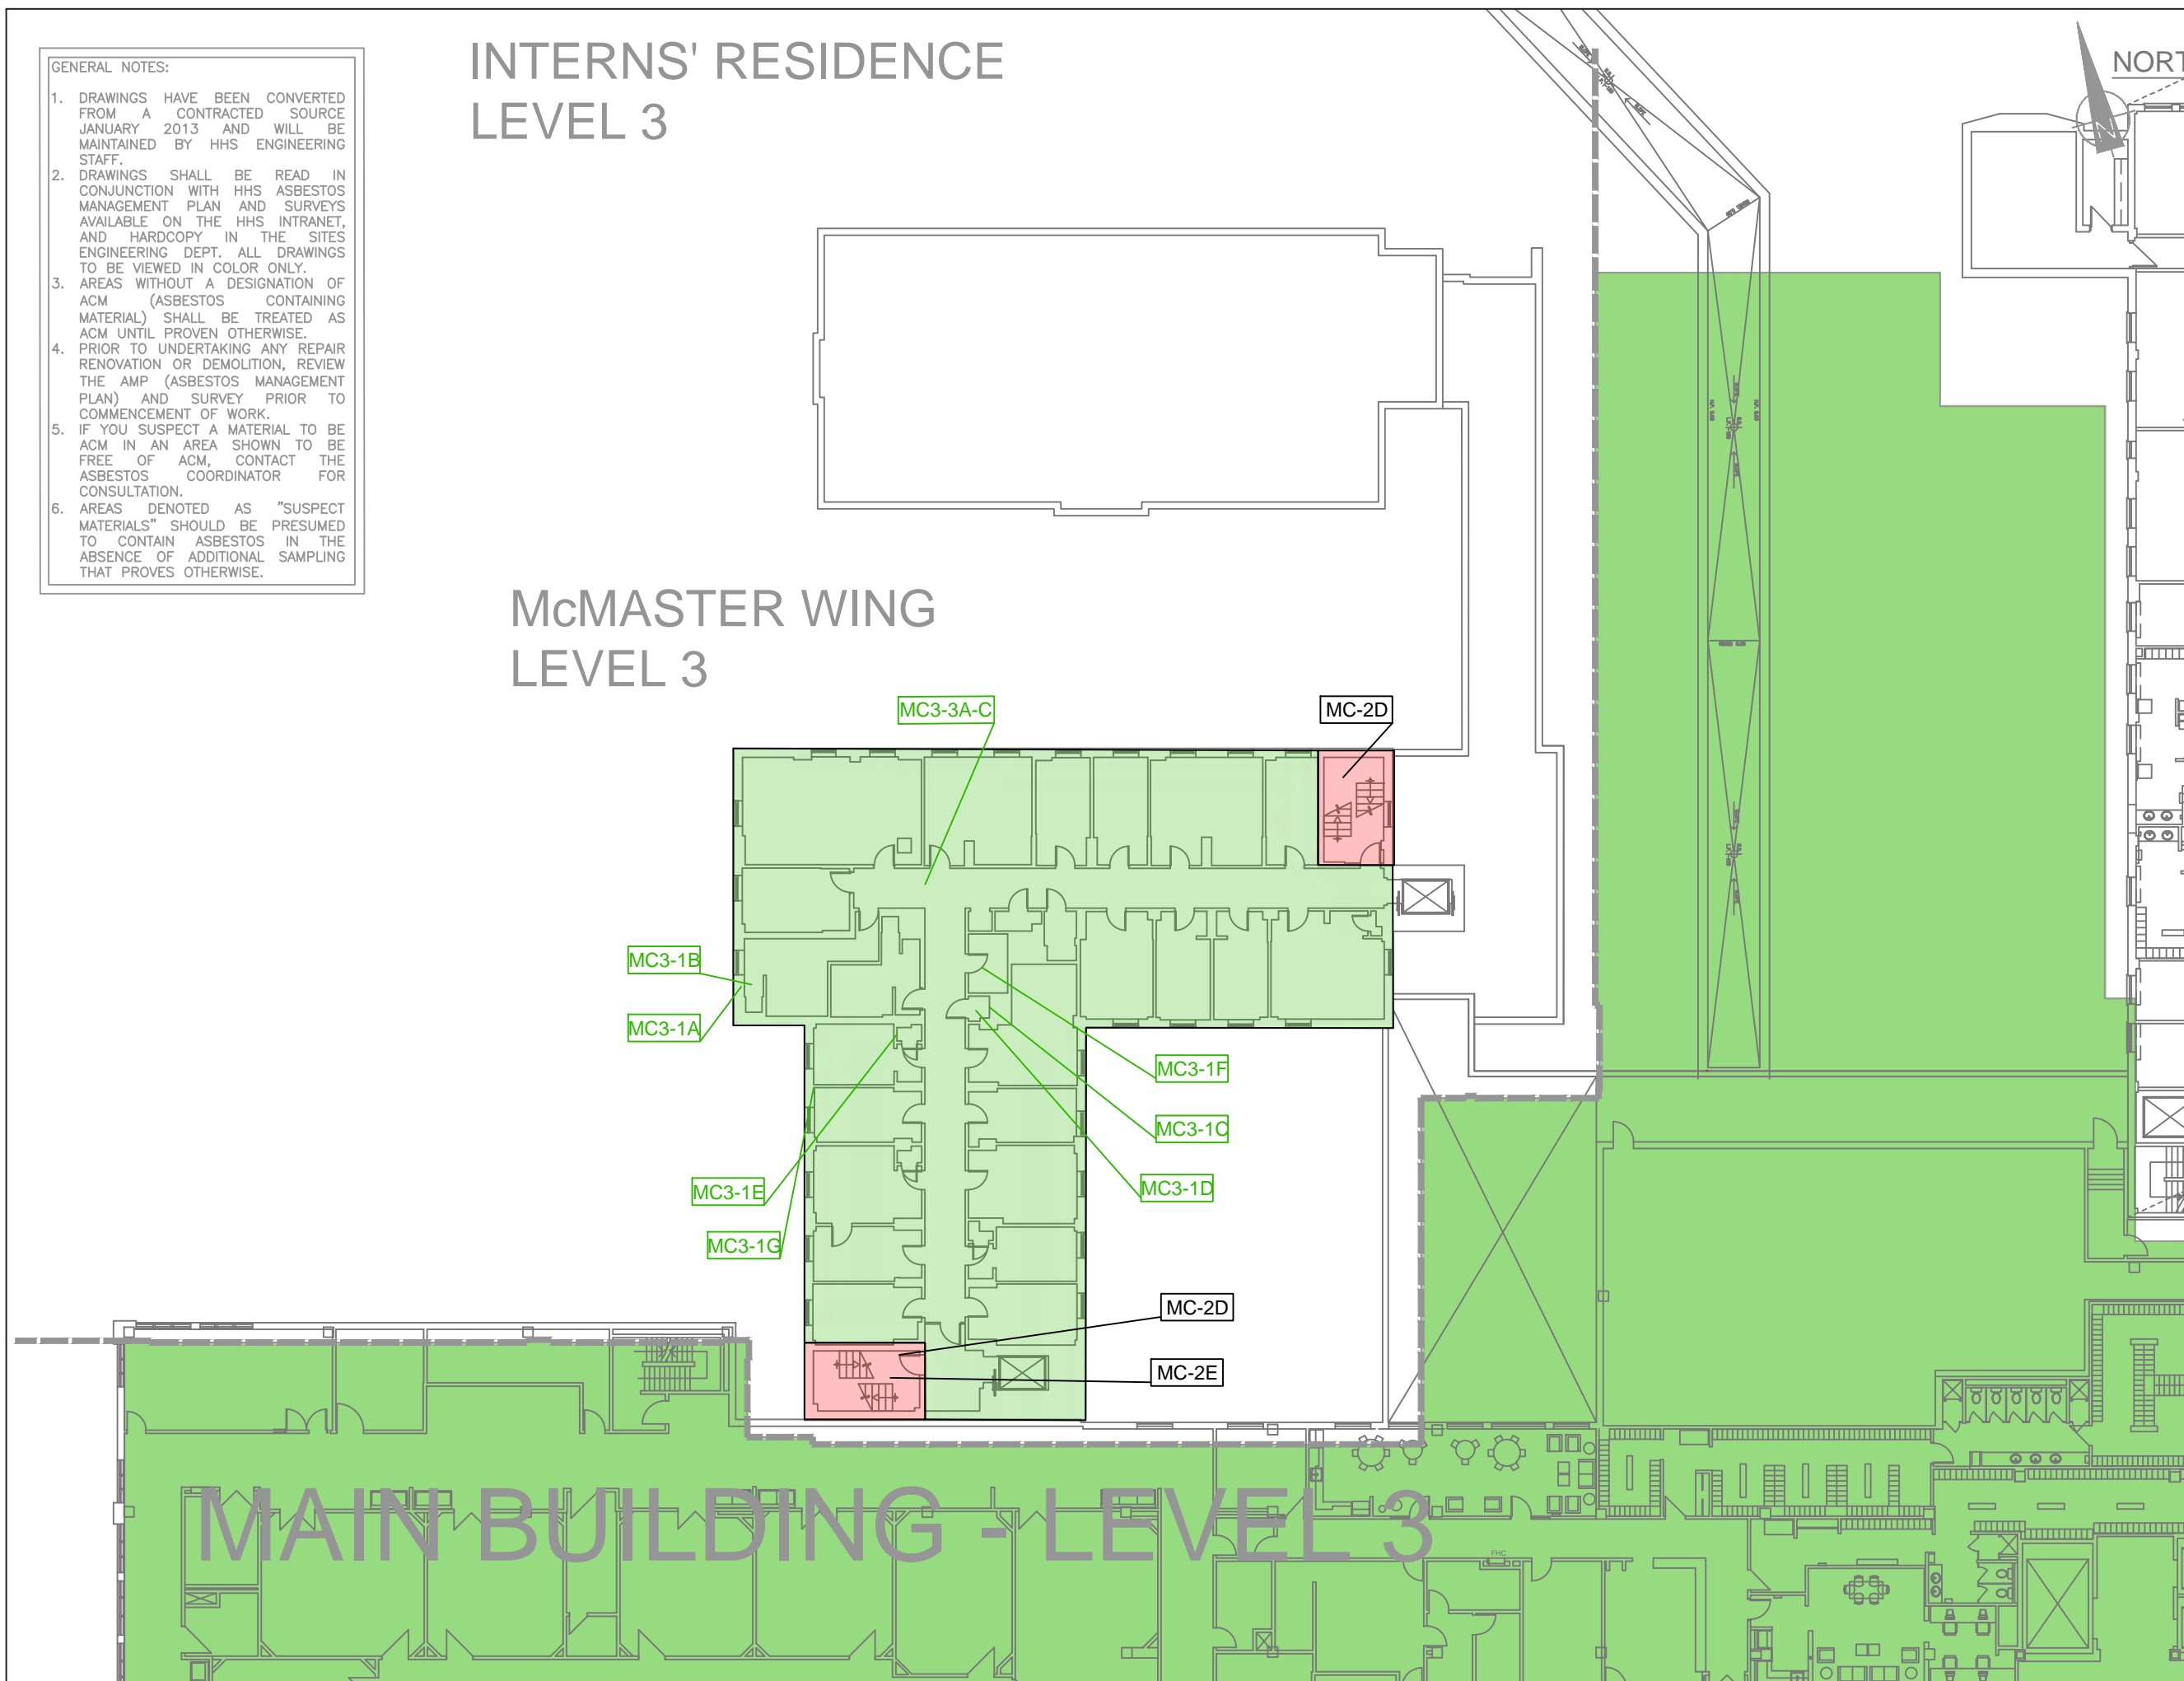 GENERAL NOTES:
1. DRAWINGS HAVE BEEN CONVERTED
FROM A CONTRACTED SOURCE
JANUARY 2013 AND WILL BE
MAINTAINED BY HHS ENGINEERING
STAFF.
2. DRAWINGS SHALL BE READ IN
CONJUNCTION WITH HHS ASBESTOS
MANAGEMENT PLAN AND SURVEYS
AVAILABLE ON THE HHS INTRANET,
AND HARDCOPY IN THE SITES
ENGINEERING DEPT. ALL DRAWINGS
TO BE VIEWED IN COLOR ONLY.
3. AREAS WITHOUT A DESIGNATION OF
ACM (ASBESTOS CONTAINING
MATERIAL) SHALL BE TREATED AS
ACM UNTIL PROVEN OTHERWISE.
4. PRIOR TO UNDERTAKING ANY REPAIR
RENOVATION OR DEMOLITION, REVIEW
THE AMP (ASBESTOS MANAGEMENT
PLAN) AND SURVEY PRIOR TO
COMMENCEMENT OF WORK.
5. IF YOU SUSPECT A MATERIAL TO BE
ACM IN AN AREA SHOWN TO BE
FREE OF ACM, CONTACT THE
ASBESTOS COORDINATOR FOR
CONSULTATION.
6. AREAS DENOTED AS "SUSPECT
MATERIALS" SHOULD BE PRESUMED
TO CONTAIN ASBESTOS IN THE
ABSENCE OF ADDITIONAL SAMPLING
THAT PROVES OTHERWISE.
INTERNS' RESIDENCE
LEVEL 3
NORT
McMASTER WING
LEVEL 3
MC3-3A-C
MC-2D
MC3-1B
MC3-1A
MC3-1F
MC3-1C
MC3-1D
MC3-1E
MC3-1G
MC-2D
MC-2E
MAIN BUILDING - LEVEL 3
FHC